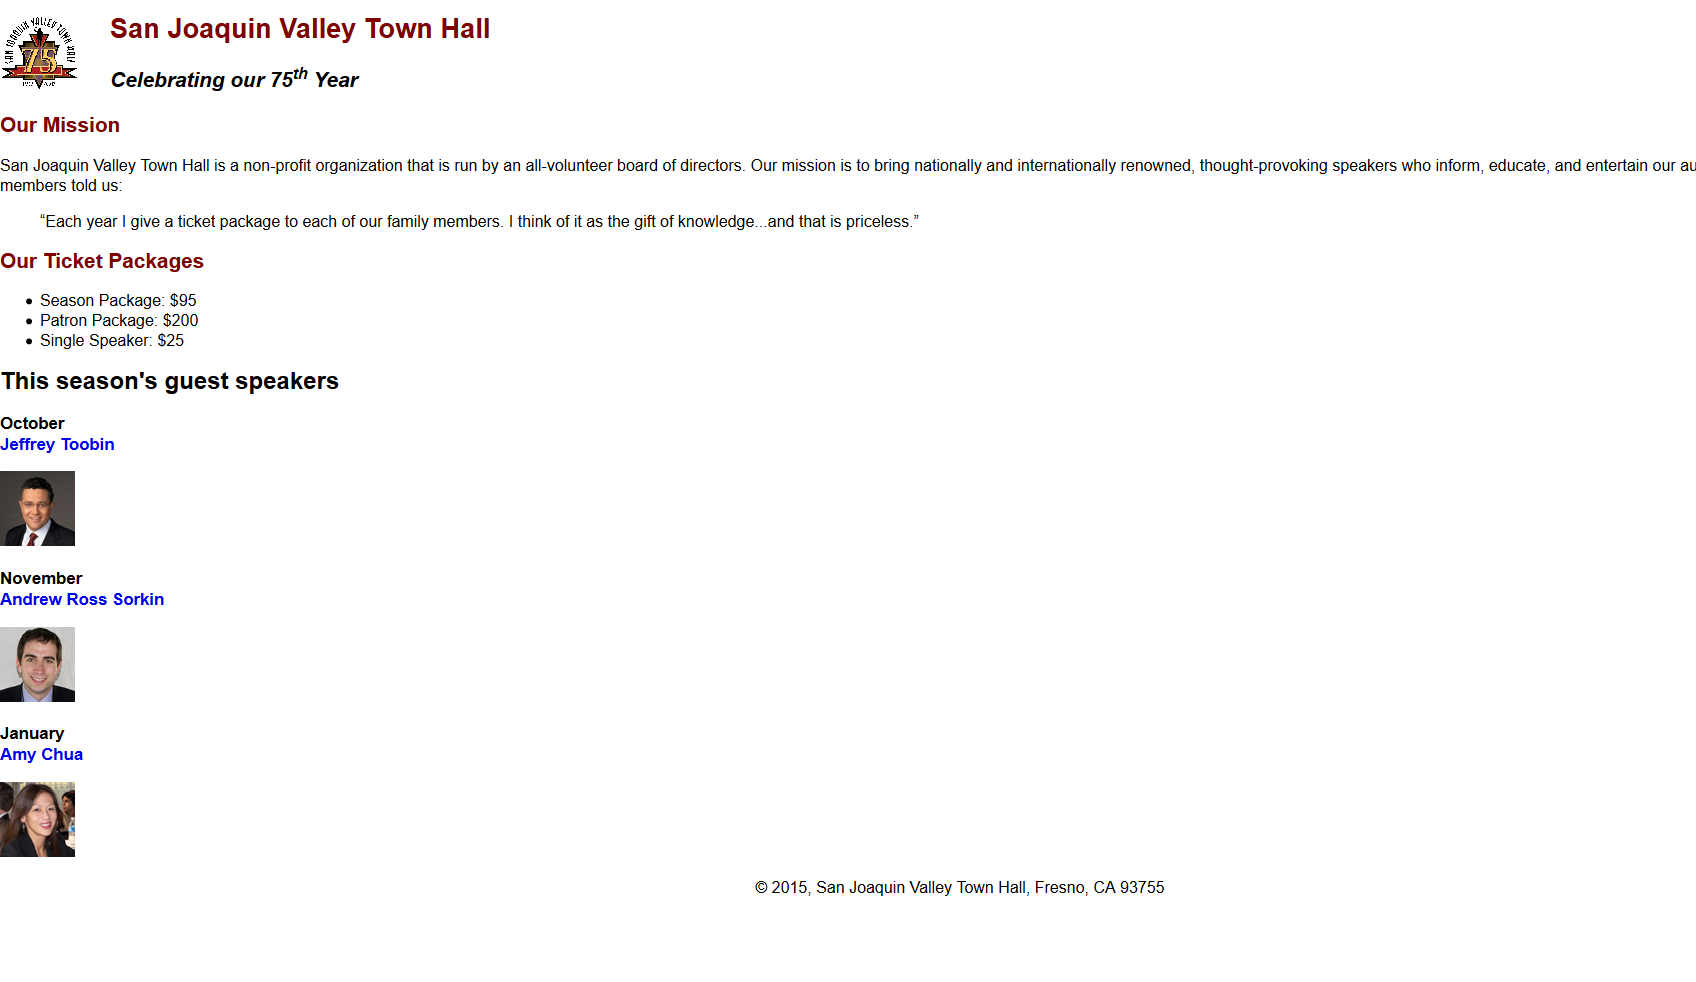 SAN JOAQUIN VALLEY TOWN HALL
75
San Joaquin Valley Town Hall
Celebrating our 75th Year
Our Mission
San Joaquin Valley Town Hall is a non-profit organization that is run by an all-volunteer board of directors. Our mission is to bring nationally and internationally renowned, thought-provoking speakers who inform, educate, and entertain our au
members told us:
“Each year I give a ticket package to each of our family members. I think of it as the gift of knowledge...and that is priceless.”
Our Ticket Packages
• Season Package: $95
• Patron Package: $200
• Single Speaker: $25
This season's guest speakers
October
Jeffrey Toobin
November
Andrew Ross Sorkin
January
Amy Chua
© 2015, San Joaquin Valley Town Hall, Fresno, CA 93755